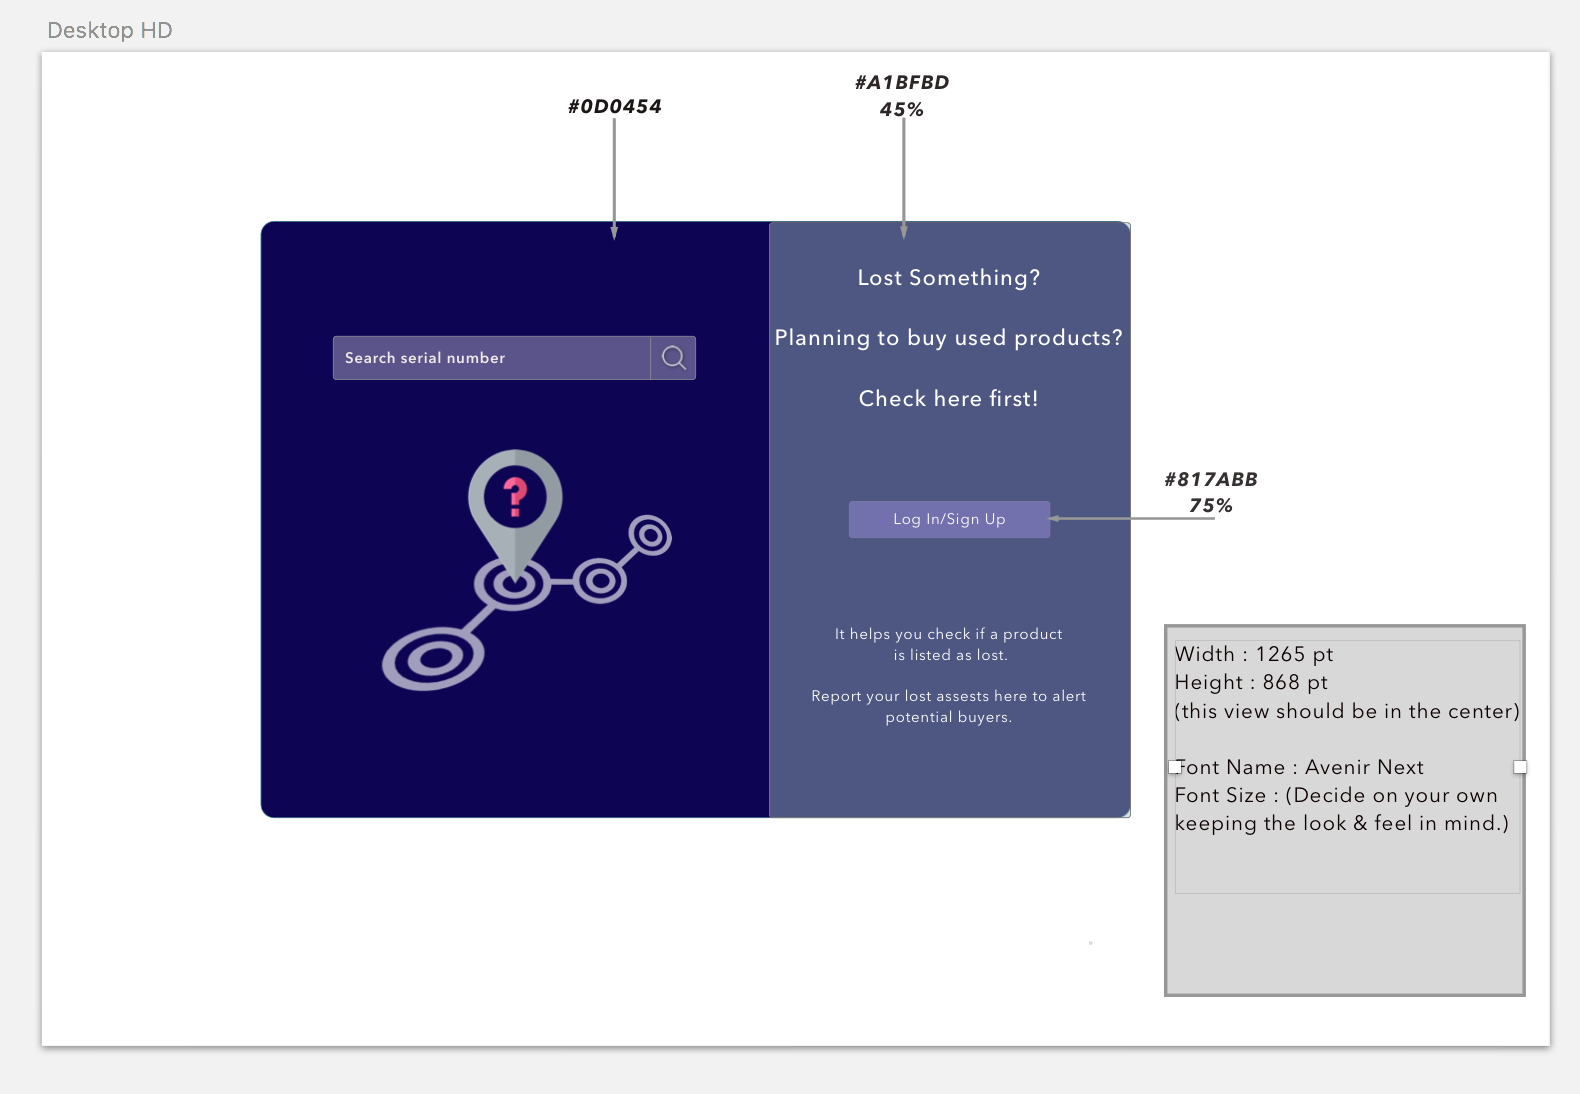 Desktop HD
#0D0454
#A1BFBD
45%
Lost Something?
Planning to buy used products?
Check here first!
Search serial number
?
#817ABB
75%
Log In/Sign Up
It helps you check if a product
is listed as lost.
Report your lost assests here to alert
potential buyers.
Width : 1265 pt
Height : 868 pt
(this view should be in the center)
Font Name : Avenir Next
Font Size : (Decide on your own
keeping the look & feel in mind.)